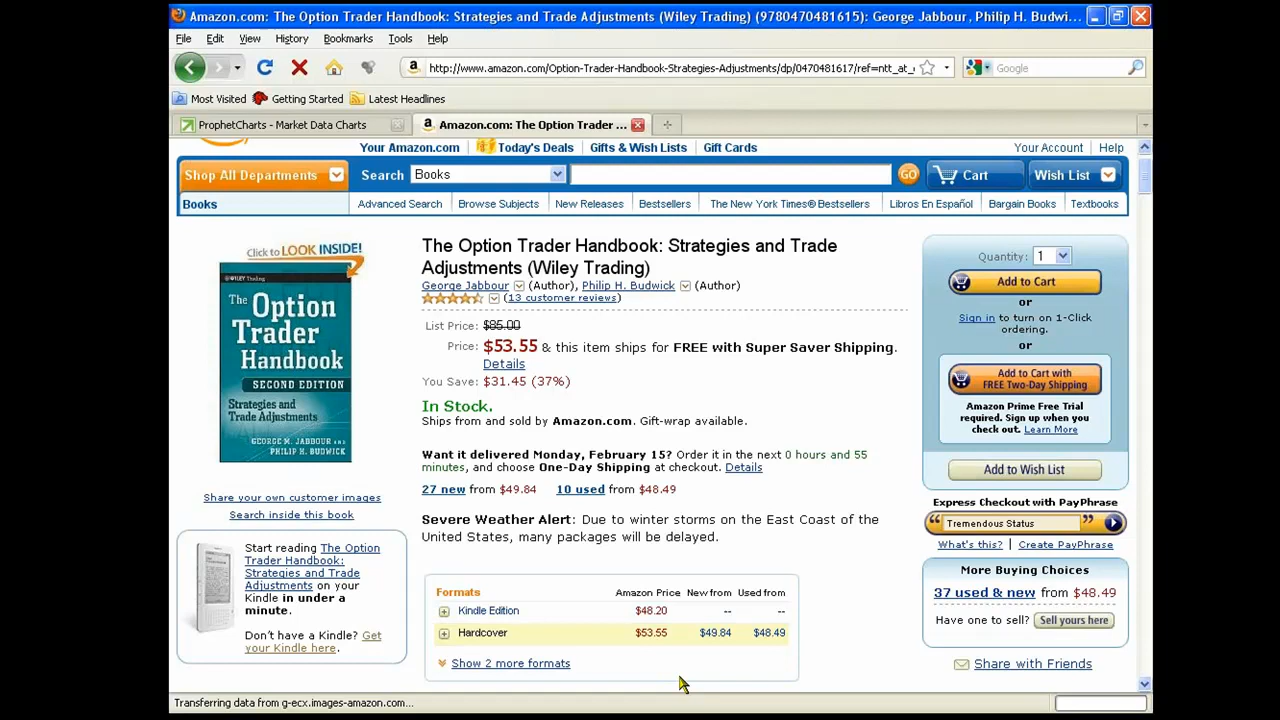 Amazon.com: The Option Trader Handbook: Strategies and Trade Adjustments (Wiley Trading) (9780470481615): George Jabbour, Philip H. Budwi...
File Edit View History Bookmarks Tools Help
http://www.amazon.com/Option-Trader-Handbook-Strategies-Adjustments/dp/0470481617/ref=ntt_at_
Google
Most Visited Getting Started Latest Headlines
ProphetCharts - Market Data Charts
Amazon.com: The Option Trader ...
Your Amazon.com Today's Deals Gifts & Wish Lists Gift Cards Your Account Help
Shop All Departments Search Books GO Cart Wish List
Books Advanced Search Browse Subjects New Releases Bestsellers The New York Times® Bestsellers Libros En Español Bargain Books Textbooks
Click to LOOK INSIDE!
WILEY TRADING
The
Option
Trader
Handbook
SECOND EDITION
Strategies and
Trade Adjustments
GEORGE M. JABBOUR AND
PHILIP H. BUDWICK
Share your own customer images
Search inside this book
Start reading The Option
Trader Handbook:
Strategies and Trade
Adjustments on your
Kindle in under a
minute.
Don't have a Kindle? Get
your Kindle here.
The Option Trader Handbook: Strategies and Trade
Adjustments (Wiley Trading)
George Jabbour (Author), Philip H. Budwick (Author)
(13 customer reviews)
List Price: $85.00
Price: $53.55 & this item ships for FREE with Super Saver Shipping.
Details
You Save: $31.45 (37%)
In Stock.
Ships from and sold by Amazon.com. Gift-wrap available.
Want it delivered Monday, February 15? Order it in the next 0 hours and 55
minutes, and choose One-Day Shipping at checkout. Details
27 new from $49.84 10 used from $48.49
Severe Weather Alert: Due to winter storms on the East Coast of the
United States, many packages will be delayed.
Formats Amazon Price New from Used from
Kindle Edition $48.20 -- --
Hardcover $53.55 $49.84 $48.49
Show 2 more formats
Quantity: 1
Add to Cart
or
Sign in to turn on 1-Click
ordering.
or
Add to Cart with
FREE Two-Day Shipping
Amazon Prime Free Trial
required. Sign up when you
check out. Learn More
Add to Wish List
Express Checkout with PayPhrase
“ Tremendous Status ”
What's this? | Create PayPhrase
More Buying Choices
37 used & new from $48.49
Have one to sell? Sell yours here
Share with Friends
Transferring data from g-ecx.images-amazon.com...